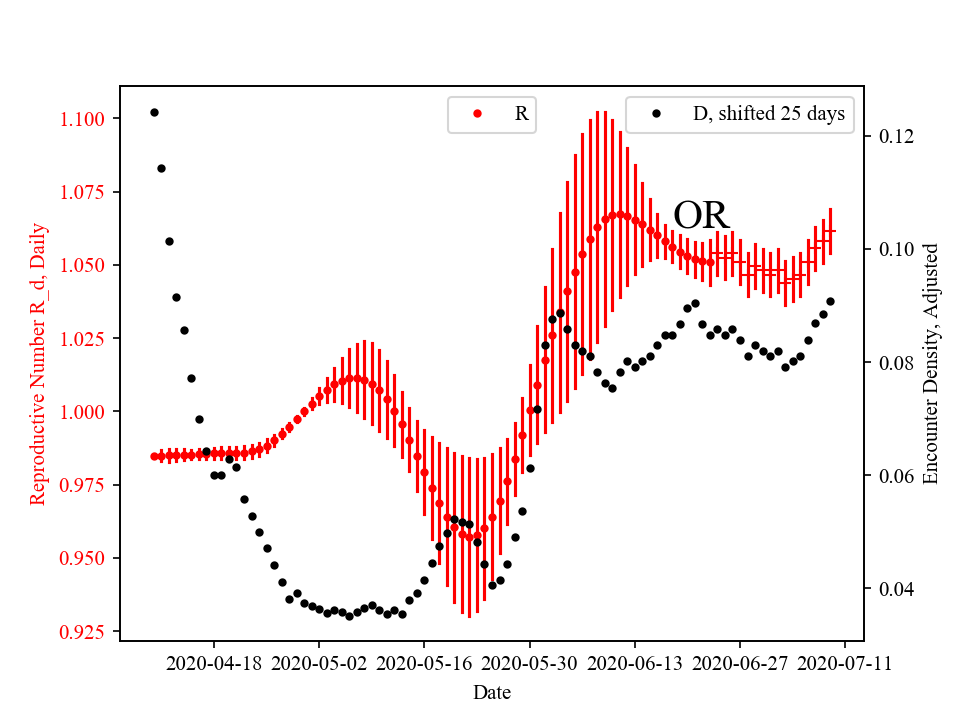 R
D, shifted 25 days
OR
Reproductive Number R_d, Daily
1.100
1.075
1.050
1.025
1.000
0.975
0.950
0.925
0.12
0.10
0.08
0.06
0.04
Encounter Density, Adjusted
2020-04-18 2020-05-02 2020-05-16 2020-05-30 2020-06-13 2020-06-27 2020-07-11
Date